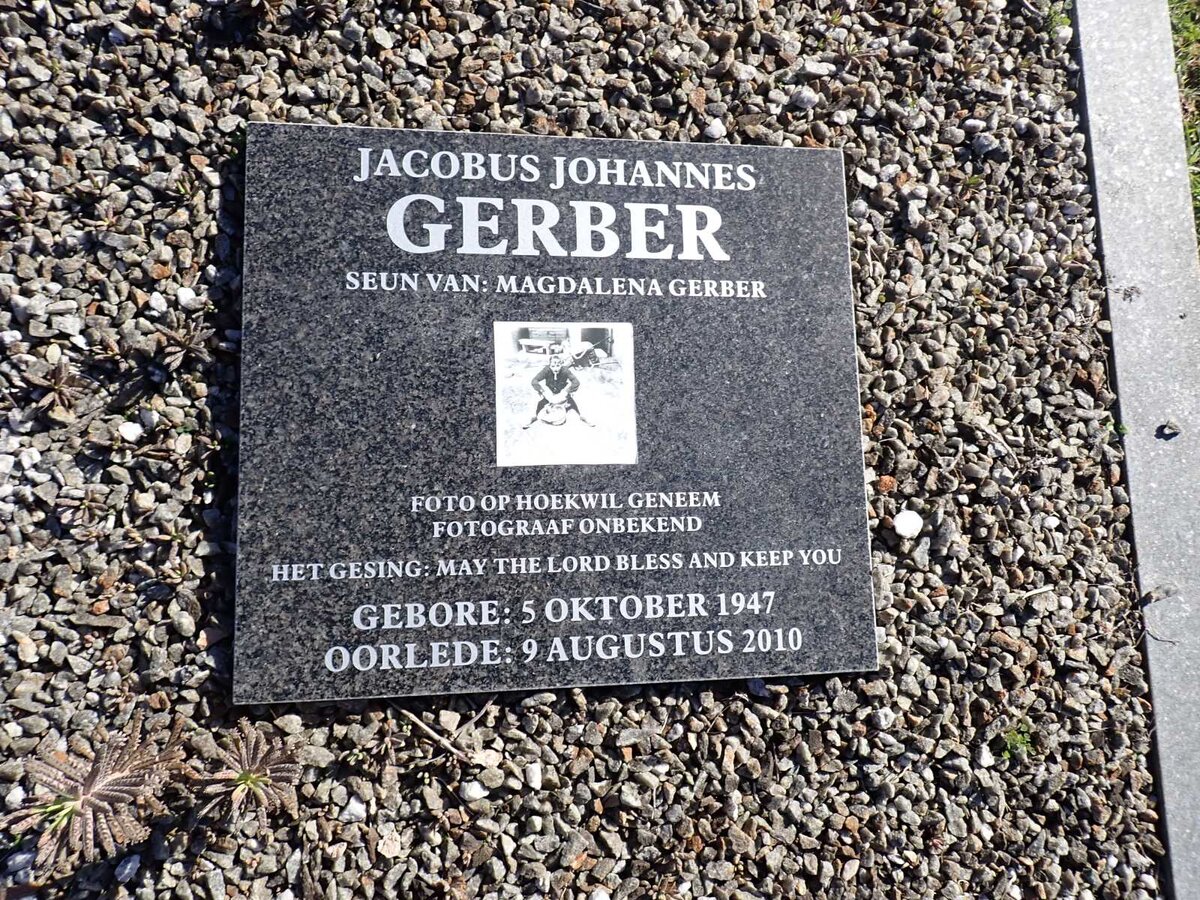 JACOBUS JOHANNES
GERBER
SEUN VAN: MAGDALENA GERBER
FOTO OP HOEKWIL GENEEM
FOTOGRAAF ONBEKEND
HET GESING: MAY THE LORD BLESS AND KEEP YOU
GEBORE: 5 OKTOBER 1947
OORLEDE: 9 AUGUSTUS 2010